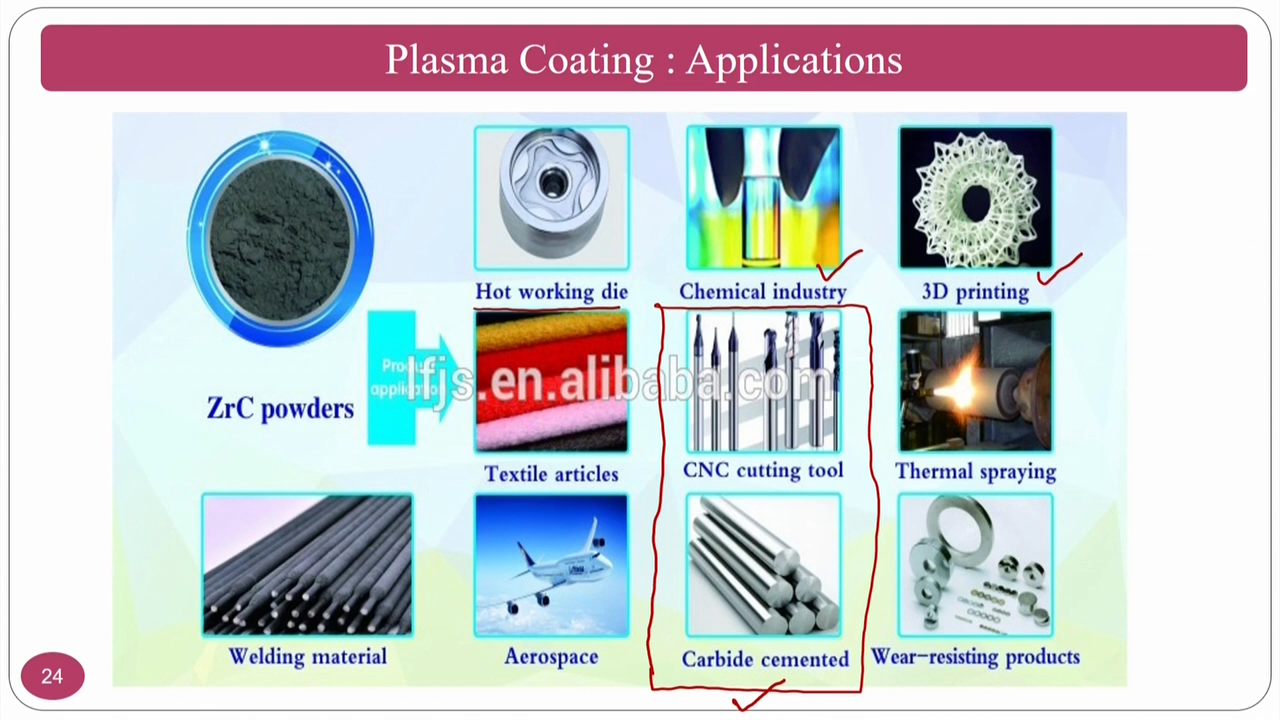 Plasma Coating : Applications
Hot working die
Chemical industry
3D printing
Product
application
lfjs.en.alibaba.com
ZrC powders
Textile articles
CNC cutting tool
Thermal spraying
Welding material
Aerospace
Carbide cemented
Wear-resisting products
24